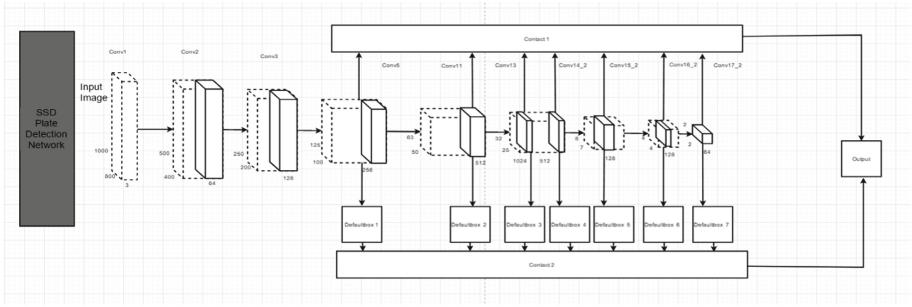 Contact 1
Conv1
Conv2
Conv3
Conv5
Conv11
Conv13
Conv14_2
Conv15_2
Conv16_2
Conv17_2
SSD
Plate
Detection
Network
Input
Image
1000
800
3
500
400
64
250
200
128
125
100
256
63
50
512
32
25
1024
512
7
128
4
128
2
2
64
Output
Defaultbox 1
Defaultbox 2
Defaultbox 3
Defaultbox 4
Defaultbox 5
Defaultbox 6
Defaultbox 7
Contact 2